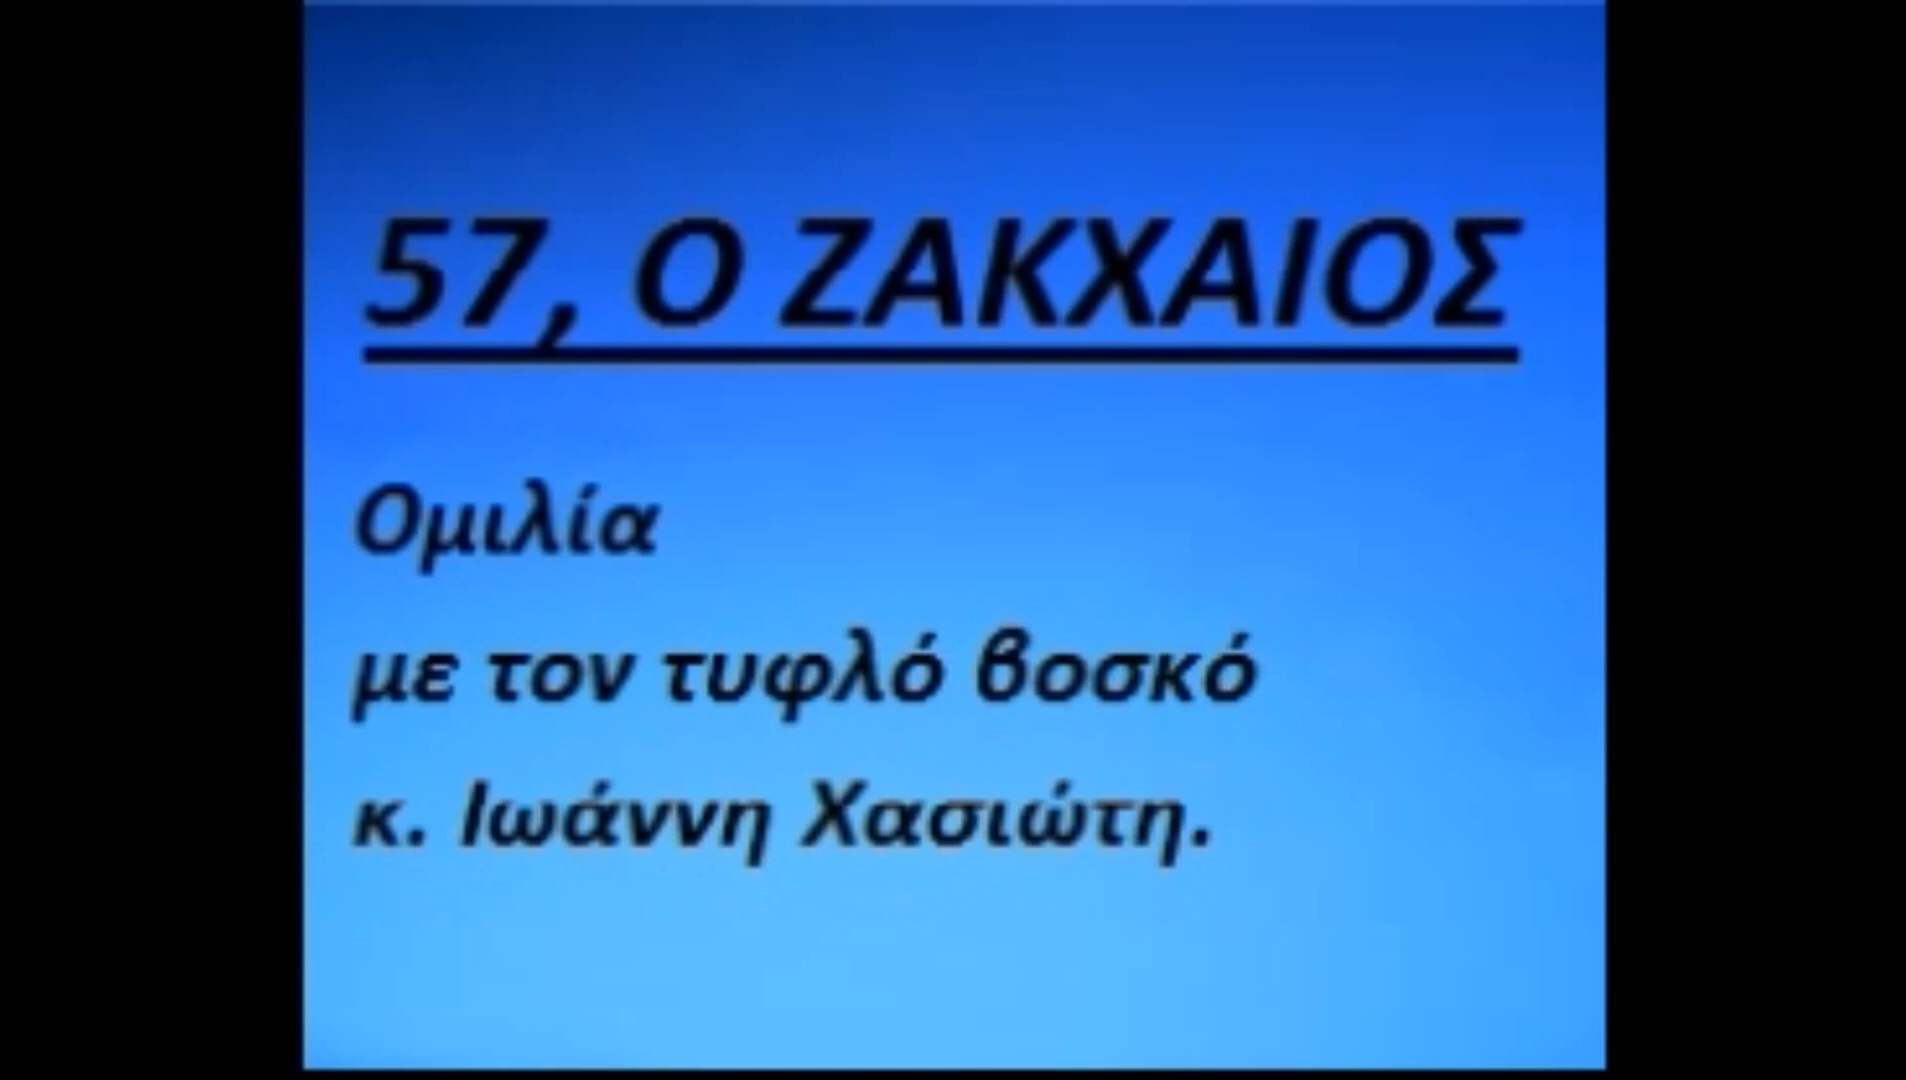 57, Ο ΖΑΚΧΑΙΟΣ
Ομιλία
με τον τυφλό βοσκό
κ. Ιωάννη Χασιώτη.